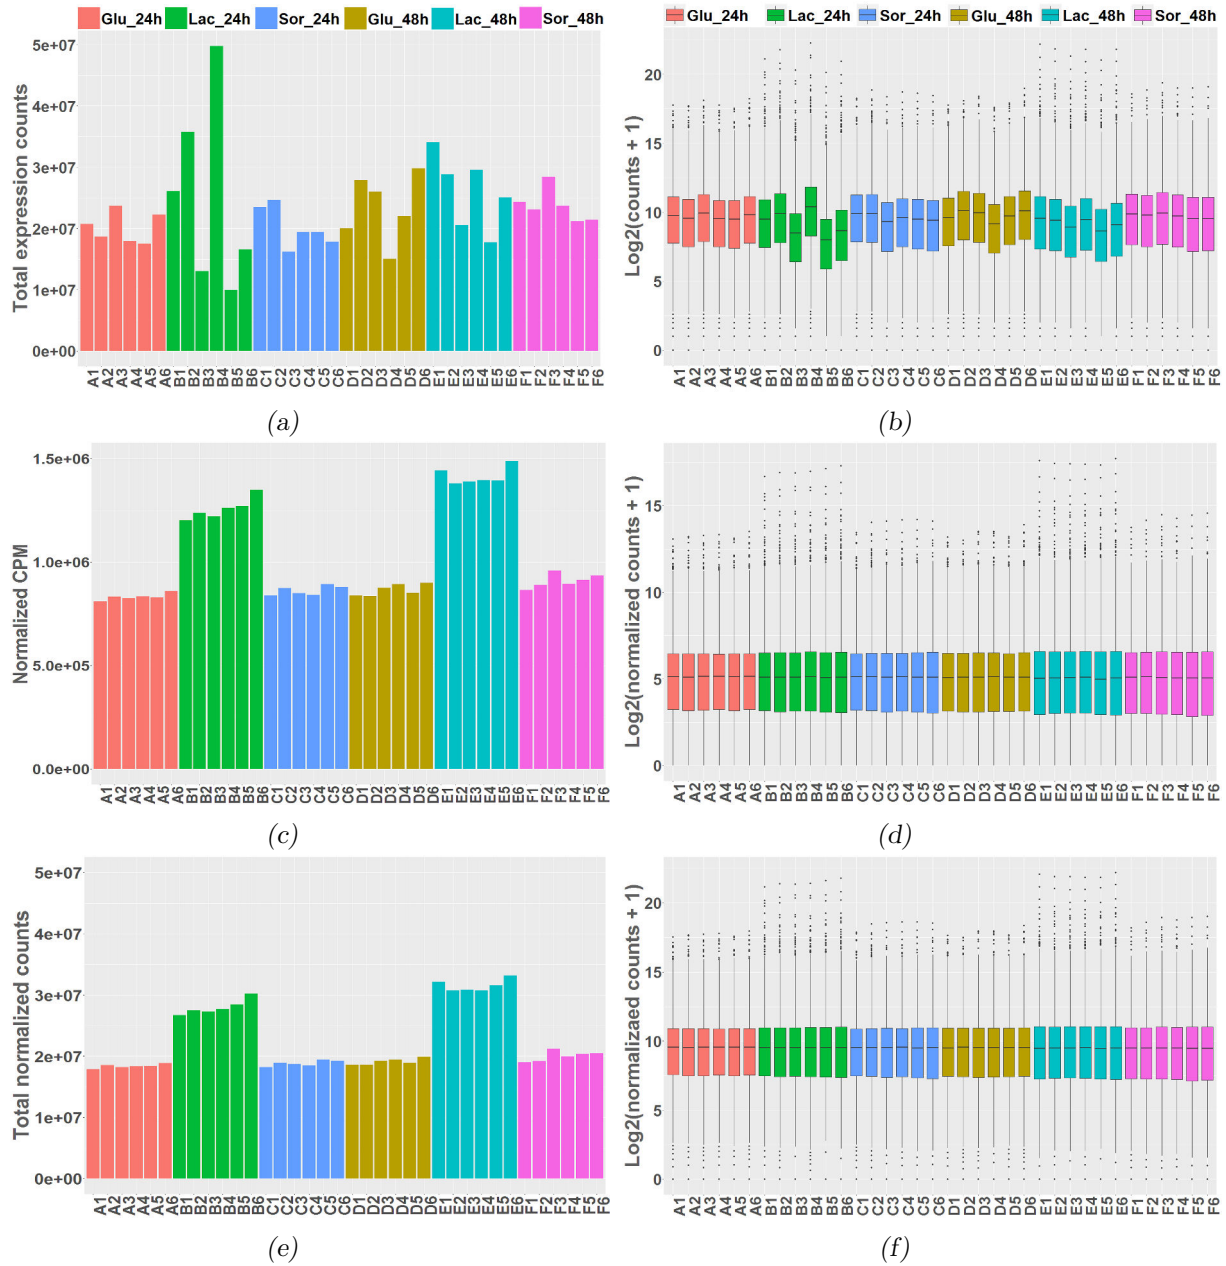 Glu_24h Lac_24h Sor_24h Glu_48h Lac_48h Sor_48h
Total expression counts
5e+07
4e+07
3e+07
2e+07
1e+07
0e+00
A1 A2 A3 A4 A5 A6 B1 B2 B3 B4 B5 B6 C1 C2 C3 C4 C5 C6 D1 D2 D3 D4 D5 D6 E1 E2 E3 E4 E5 E6 F1 F2 F3 F4 F5 F6
(a)
Glu_24h Lac_24h Sor_24h Glu_48h Lac_48h Sor_48h
Log2(counts + 1)
20
15
10
5
0
A1 A2 A3 A4 A5 A6 B1 B2 B3 B4 B5 B6 C1 C2 C3 C4 C5 C6 D1 D2 D3 D4 D5 D6 E1 E2 E3 E4 E5 E6 F1 F2 F3 F4 F5 F6
(b)
Normalized CPM
1.5e+06
1.0e+06
5.0e+05
0.0e+00
A1 A2 A3 A4 A5 A6 B1 B2 B3 B4 B5 B6 C1 C2 C3 C4 C5 C6 D1 D2 D3 D4 D5 D6 E1 E2 E3 E4 E5 E6 F1 F2 F3 F4 F5 F6
(c)
Log2(normalized counts + 1)
15
10
5
0
A1 A2 A3 A4 A5 A6 B1 B2 B3 B4 B5 B6 C1 C2 C3 C4 C5 C6 D1 D2 D3 D4 D5 D6 E1 E2 E3 E4 E5 E6 F1 F2 F3 F4 F5 F6
(d)
Total normalized counts
5e+07
4e+07
3e+07
2e+07
1e+07
0e+00
A1 A2 A3 A4 A5 A6 B1 B2 B3 B4 B5 B6 C1 C2 C3 C4 C5 C6 D1 D2 D3 D4 D5 D6 E1 E2 E3 E4 E5 E6 F1 F2 F3 F4 F5 F6
(e)
Log2(normalizaed counts + 1)
20
15
10
5
0
A1 A2 A3 A4 A5 A6 B1 B2 B3 B4 B5 B6 C1 C2 C3 C4 C5 C6 D1 D2 D3 D4 D5 D6 E1 E2 E3 E4 E5 E6 F1 F2 F3 F4 F5 F6
(f)